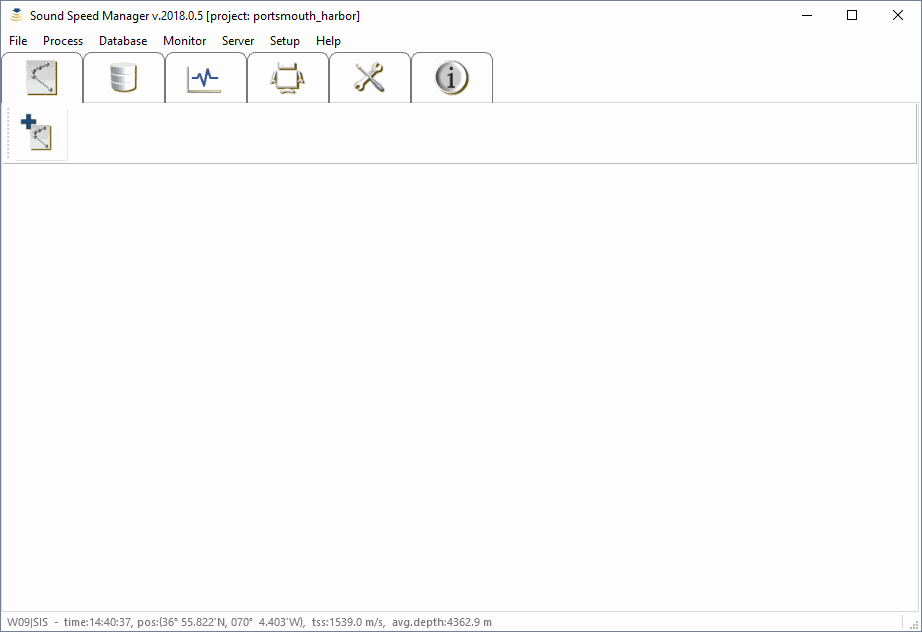 Sound Speed Manager v.2018.0.5 [project: portsmouth_harbor]
File Process Database Monitor Server Setup Help
W09|SIS - time:14:40:37, pos:(36° 55.822'N, 070° 4.403'W), tss:1539.0 m/s, avg.depth:4362.9 m